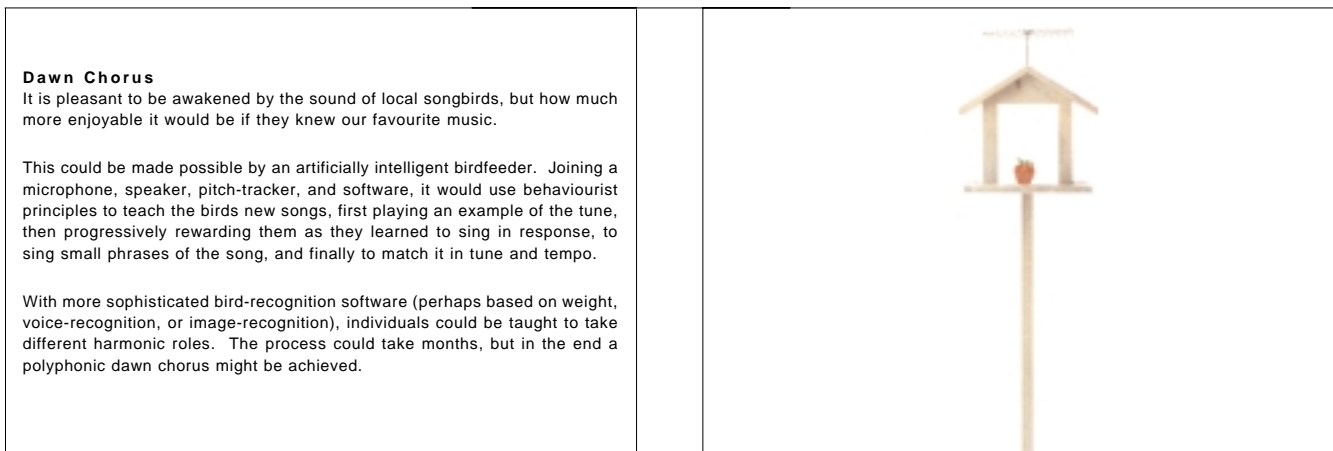 Dawn Chorus
It is pleasant to be awakened by the sound of local songbirds, but how much
more enjoyable it would be if they knew our favourite music.
This could be made possible by an artificially intelligent birdfeeder. Joining a
microphone, speaker, pitch-tracker, and software, it would use behaviourist
principles to teach the birds new songs, first playing an example of the tune,
then progressively rewarding them as they learned to sing in response, to
sing small phrases of the song, and finally to match it in tune and tempo.
With more sophisticated bird-recognition software (perhaps based on weight,
voice-recognition, or image-recognition), individuals could be taught to take
different harmonic roles. The process could take months, but in the end a
polyphonic dawn chorus might be achieved.